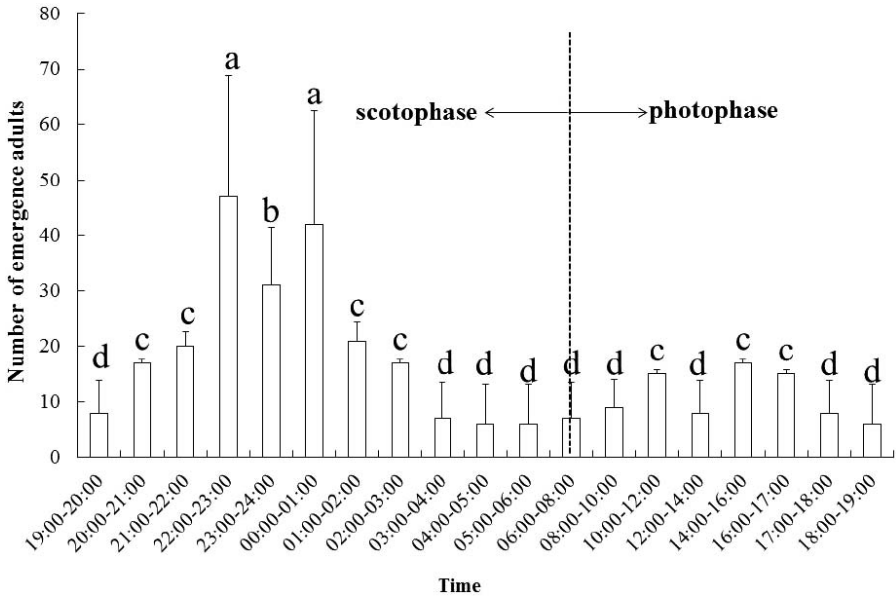 80
70
60
50
40
30
20
10
0
Number of emergence adults
a
a
b
c
c
c
c
d
d
d
d
d
d
c
d
c
c
d
d
scotophase
photophase
19:00-20:00
20:00-21:00
21:00-22:00
22:00-23:00
23:00-24:00
00:00-01:00
01:00-02:00
02:00-03:00
03:00-04:00
04:00-05:00
05:00-06:00
06:00-08:00
08:00-10:00
10:00-12:00
12:00-14:00
14:00-16:00
16:00-17:00
17:00-18:00
18:00-19:00
Time